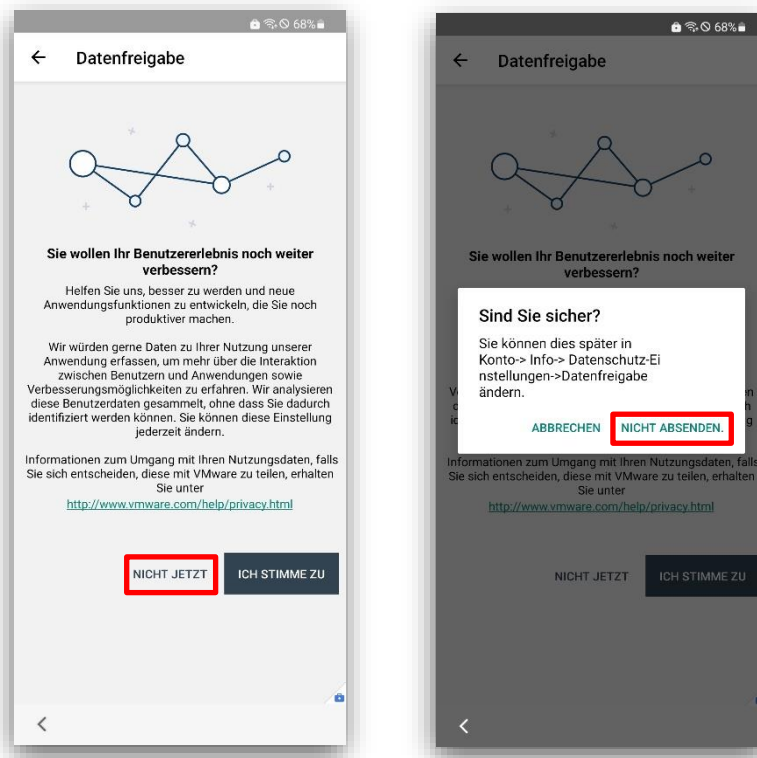 68%
Datenfreigabe
Sie wollen Ihr Benutzererlebnis noch weiter
verbessern?
Helfen Sie uns, besser zu werden und neue
Anwendungsfunktionen zu entwickeln, die Sie noch
produktiver machen.
Wir würden gerne Daten zu Ihrer Nutzung unserer
Anwendung erfassen, um mehr über die Interaktion
zwischen Benutzern und Anwendungen sowie
Verbesserungsmöglichkeiten zu erfahren. Wir analysieren
diese Benutzerdaten gesammelt, ohne dass Sie dadurch
identifiziert werden können. Sie können diese Einstellung
jederzeit ändern.
Informationen zum Umgang mit Ihren Nutzungsdaten, falls
Sie sich entscheiden, diese mit VMware zu teilen, erhalten
Sie unter
http://www.vmware.com/help/privacy.html
NICHT JETZT
ICH STIMME ZU
68%
Datenfreigabe
Sie wollen Ihr Benutzererlebnis noch weiter
verbessern?
Sind Sie sicher?
Sie können dies später in
Konto-> Info-> Datenschutz-Ei
nstellungen->Datenfreigabe
ändern.
ABBRECHEN
NICHT ABSENDEN.
Informationen zum Umgang mit Ihren Nutzungsdaten, falls
Sie sich entscheiden, diese mit VMware zu teilen, erhalten
Sie unter
http://www.vmware.com/help/privacy.html
NICHT JETZT
ICH STIMME ZU